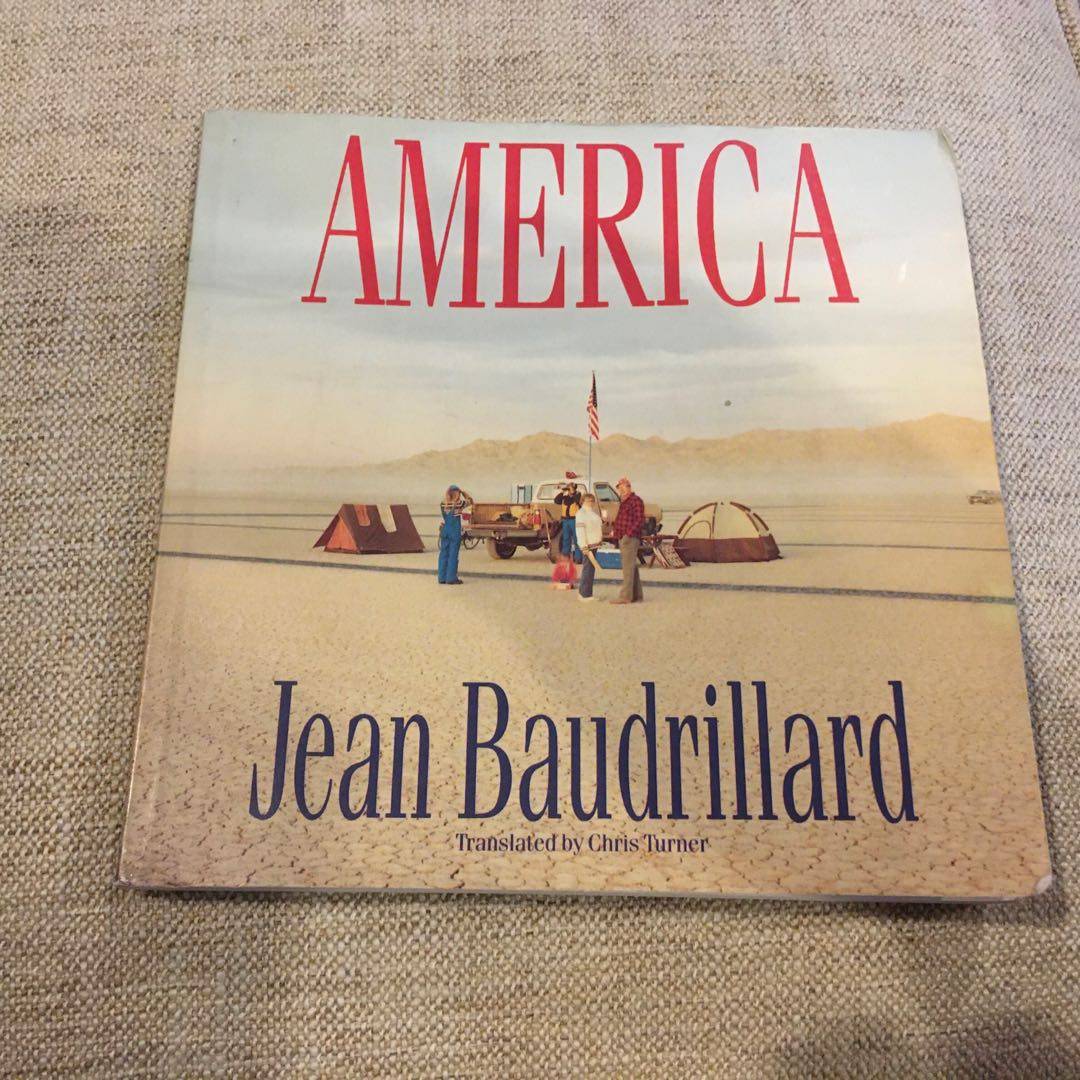 AMERICA
Jean Baudrillard
Translated by Chris Turner